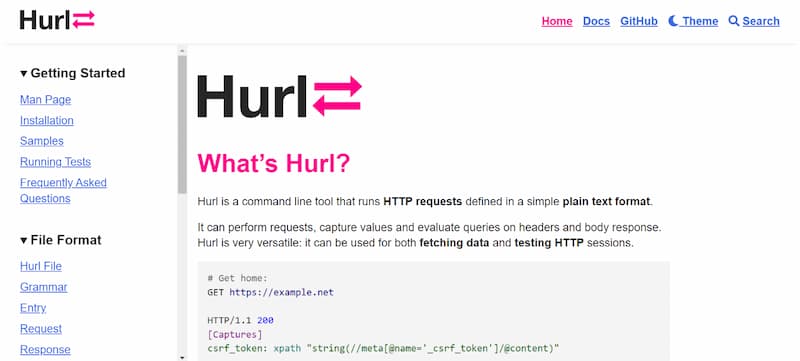 Hurl
Home Docs GitHub Theme Search
Getting Started
Man Page
Installation
Samples
Running Tests
Frequently Asked
Questions
File Format
Hurl File
Grammar
Entry
Request
Response
Hurl
What's Hurl?
Hurl is a command line tool that runs HTTP requests defined in a simple plain text format.
It can perform requests, capture values and evaluate queries on headers and body response.
Hurl is very versatile: it can be used for both fetching data and testing HTTP sessions.
# Get home:
GET https://example.net
HTTP/1.1 200
[Captures]
csrf_token: xpath "string(//meta[@name='_csrf_token']/@content)"